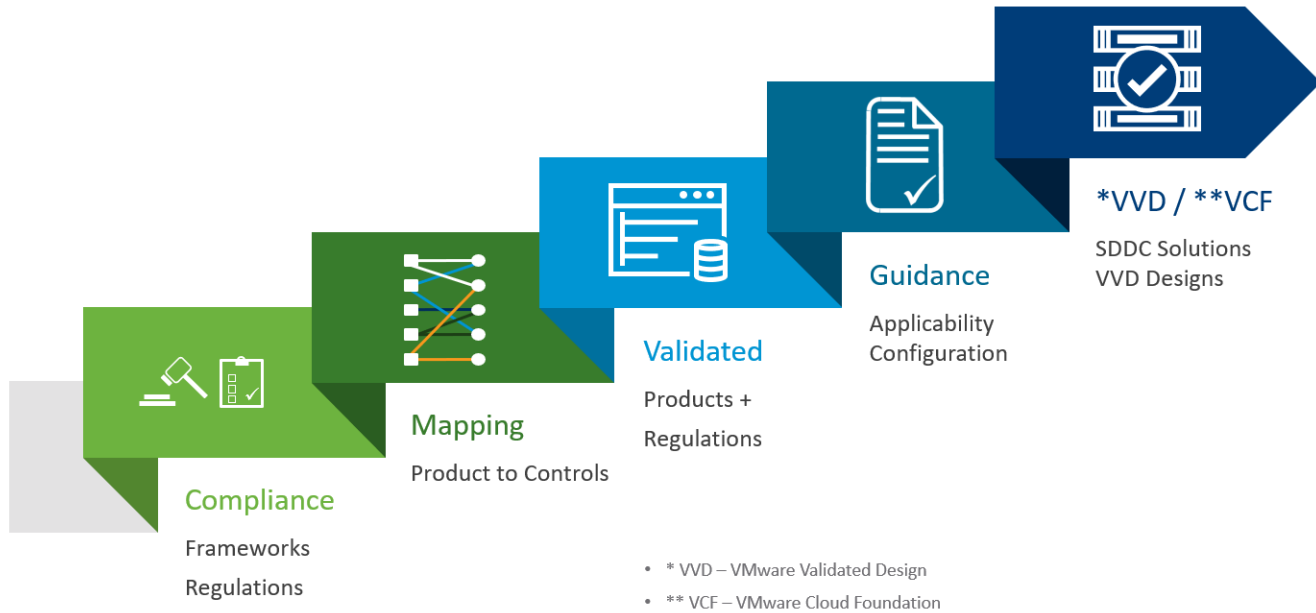 Compliance
Frameworks
Regulations
Mapping
Product to Controls
Validated
Products +
Regulations
Guidance
Applicability
Configuration
*VVD / **VCF
SDDC Solutions
VVD Designs
• * VVD – VMware Validated Design
• ** VCF – VMware Cloud Foundation